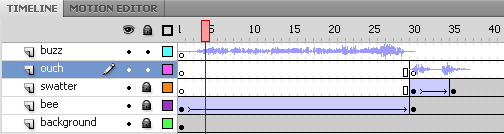 TIMELINE MOTION EDITOR
1 5 10 15 20 25 30 35 40
buzz
ouch
swatter
bee
background